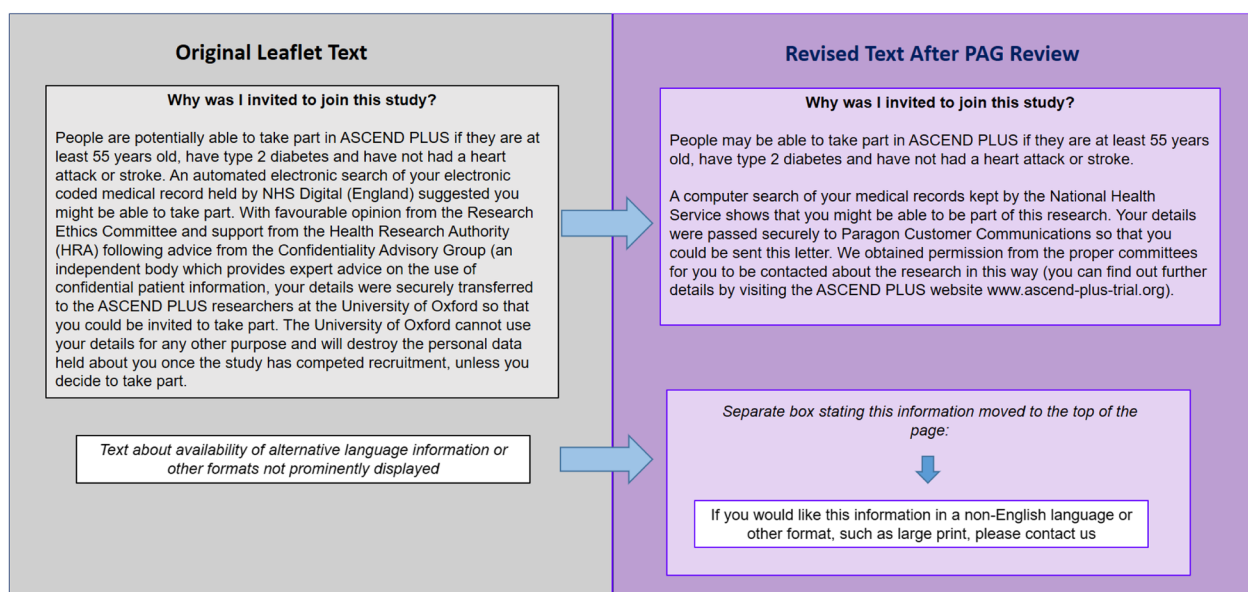 Original Leaflet Text
Why was I invited to join this study?
People are potentially able to take part in ASCEND PLUS if they are at
least 55 years old, have type 2 diabetes and have not had a heart
attack or stroke. An automated electronic search of your electronic
coded medical record held by NHS Digital (England) suggested you
might be able to take part. With favourable opinion from the Research
Ethics Committee and support from the Health Research Authority
(HRA) following advice from the Confidentiality Advisory Group (an
independent body which provides expert advice on the use of
confidential patient information, your details were securely transferred
to the ASCEND PLUS researchers at the University of Oxford so that
you could be invited to take part. The University of Oxford cannot use
your details for any other purpose and will destroy the personal data
held about you once the study has competed recruitment, unless you
decide to take part.
Text about availability of alternative language information or
other formats not prominently displayed
Revised Text After PAG Review
Why was I invited to join this study?
People may be able to take part in ASCEND PLUS if they are at least 55 years
old, have type 2 diabetes and have not had a heart attack or stroke.
A computer search of your medical records kept by the National Health
Service shows that you might be able to be part of this research. Your details
were passed securely to Paragon Customer Communications so that you
could be sent this letter. We obtained permission from the proper committees
for you to be contacted about the research in this way (you can find out further
details by visiting the ASCEND PLUS website www.ascend-plus-trial.org).
Separate box stating this information moved to the top of the
page:
If you would like this information in a non-English language or
other format, such as large print, please contact us